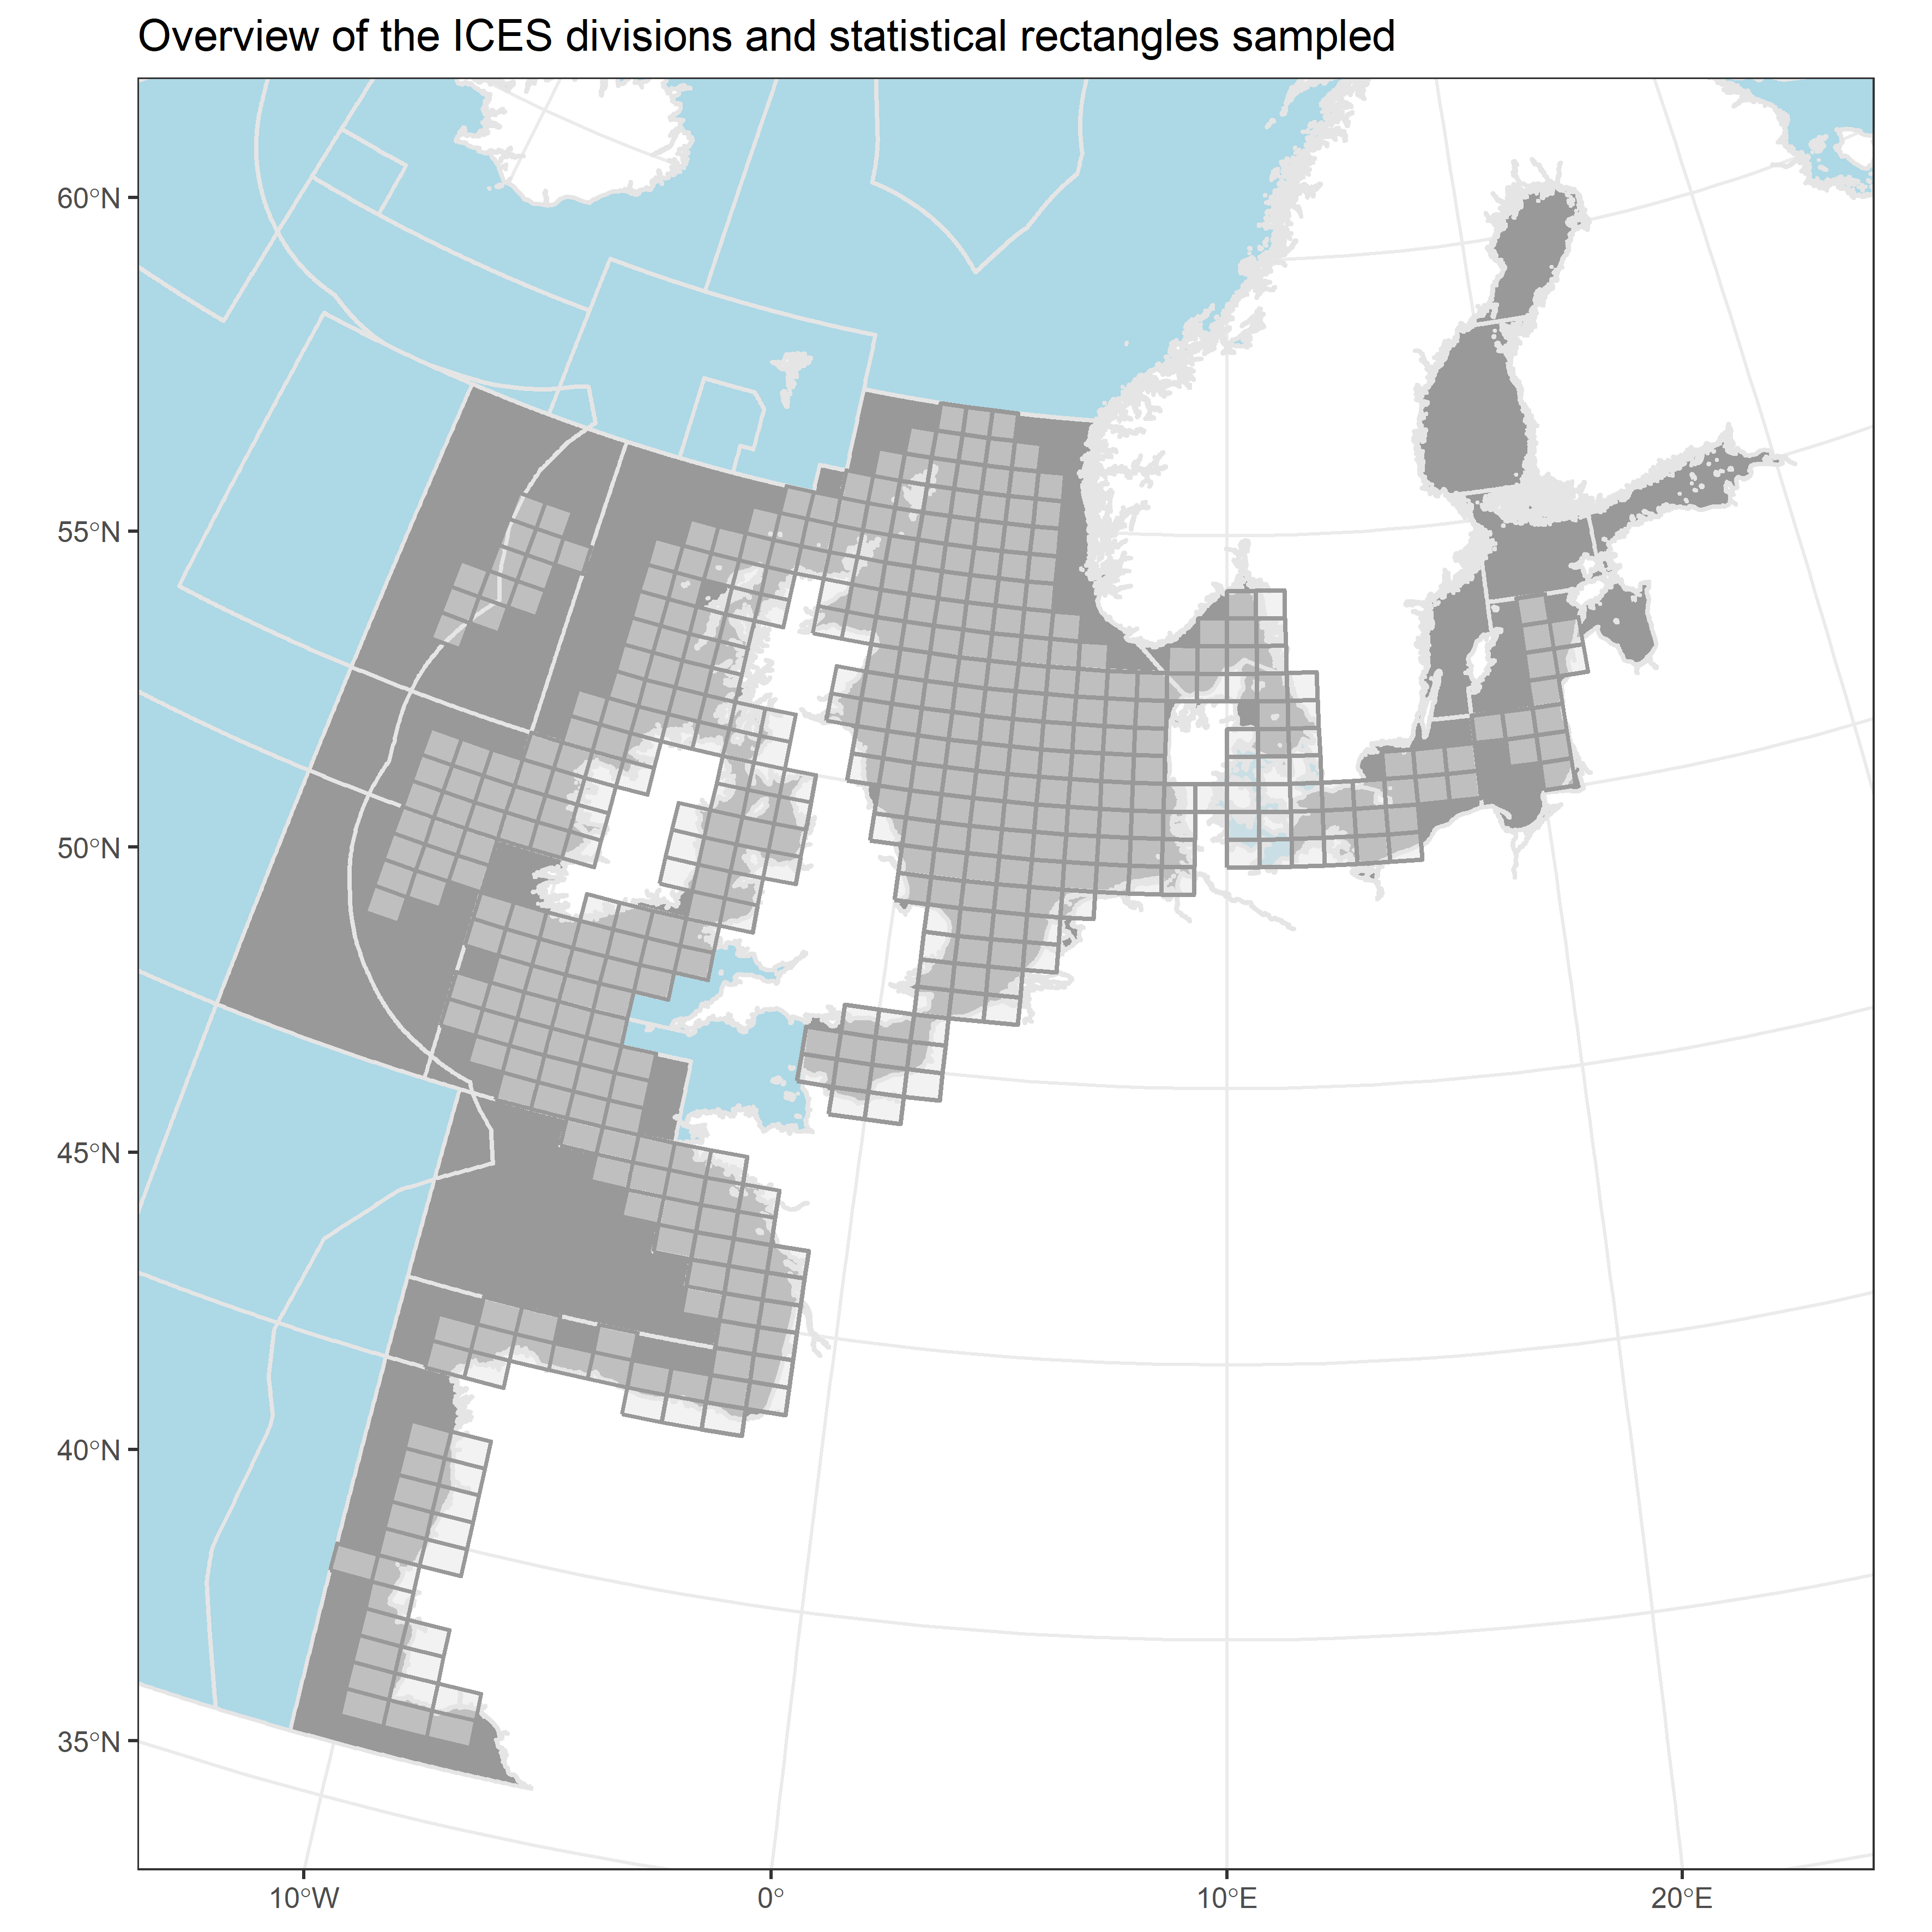 Overview of the ICES divisions and statistical rectangles sampled
60°N
55°N
50°N
45°N
40°N
35°N
10°W 0° 10°E 20°E